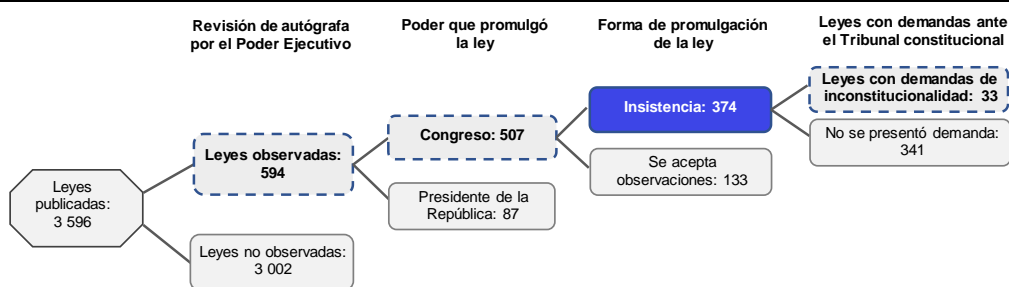 Revisión de autógrafa
por el Poder Ejecutivo
Poder que promulgó
la ley
Forma de promulgación
de la ley
Leyes con demandas ante
el Tribunal constitucional
Leyes publicadas:
3 596
Leyes observadas:
594
Leyes no observadas:
3 002
Congreso: 507
Presidente de la
República: 87
Insistencia: 374
Se acepta
observaciones: 133
Leyes con demandas de
inconstitucionalidad: 33
No se presentó demanda:
341